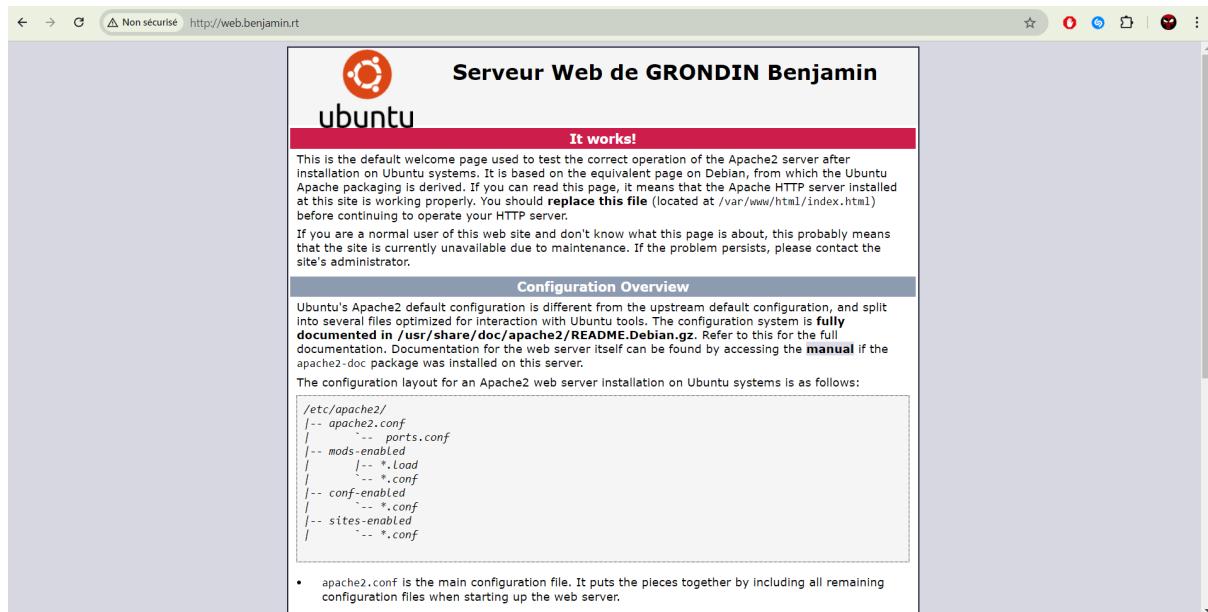 Non sécurisé http://web.benjamin.rt
Serveur Web de GRONDIN Benjamin
ubuntu
It works!
This is the default welcome page used to test the correct operation of the Apache2 server after
installation on Ubuntu systems. It is based on the equivalent page on Debian, from which the Ubuntu
Apache packaging is derived. If you can read this page, it means that the Apache HTTP server installed
at this site is working properly. You should replace this file (located at /var/www/html/index.html)
before continuing to operate your HTTP server.
If you are a normal user of this web site and don't know what this page is about, this probably means
that the site is currently unavailable due to maintenance. If the problem persists, please contact the
site's administrator.
Configuration Overview
Ubuntu's Apache2 default configuration is different from the upstream default configuration, and split
into several files optimized for interaction with Ubuntu tools. The configuration system is fully
documented in /usr/share/doc/apache2/README.Debian.gz. Refer to this for the full
documentation. Documentation for the web server itself can be found by accessing the manual if the
apache2-doc package was installed on this server.
The configuration layout for an Apache2 web server installation on Ubuntu systems is as follows:
/etc/apache2/
|-- apache2.conf
|       `--  ports.conf
|-- mods-enabled
|       |-- *.load
|       `-- *.conf
|-- conf-enabled
|       `-- *.conf
|-- sites-enabled
|       `-- *.conf
• apache2.conf is the main configuration file. It puts the pieces together by including all remaining
configuration files when starting up the web server.